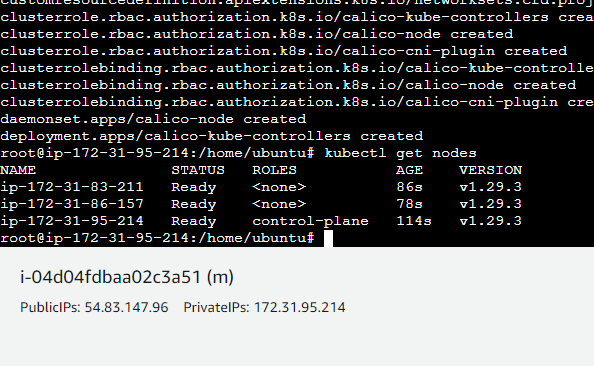 customresourcedefinition.apiextensions.k8s.io/networksets.crd.proj
clusterrole.rbac.authorization.k8s.io/calico-kube-controllers crea
clusterrole.rbac.authorization.k8s.io/calico-node created
clusterrole.rbac.authorization.k8s.io/calico-cni-plugin created
clusterrolebinding.rbac.authorization.k8s.io/calico-kube-controlle
clusterrolebinding.rbac.authorization.k8s.io/calico-node created
clusterrolebinding.rbac.authorization.k8s.io/calico-cni-plugin cre
daemonset.apps/calico-node created
deployment.apps/calico-kube-controllers created
root@ip-172-31-95-214:/home/ubuntu# kubectl get nodes
NAME STATUS ROLES AGE VERSION
ip-172-31-83-211 Ready <none> 86s v1.29.3
ip-172-31-86-157 Ready <none> 78s v1.29.3
ip-172-31-95-214 Ready control-plane 114s v1.29.3
root@ip-172-31-95-214:/home/ubuntu#
i-04d04fdbaa02c3a51 (m)
PublicIPs: 54.83.147.96 PrivateIPs: 172.31.95.214